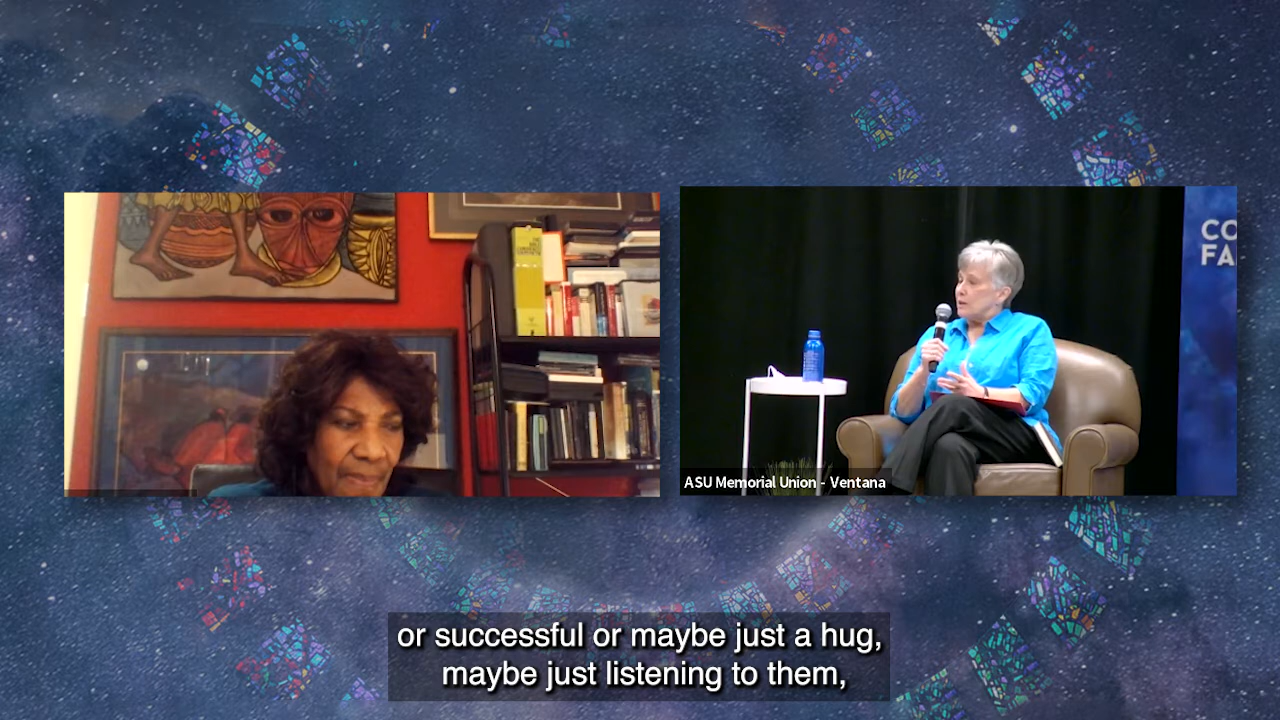 CO
FA
ASU Memorial Union - Ventana
or successful or maybe just a hug,
maybe just listening to them,